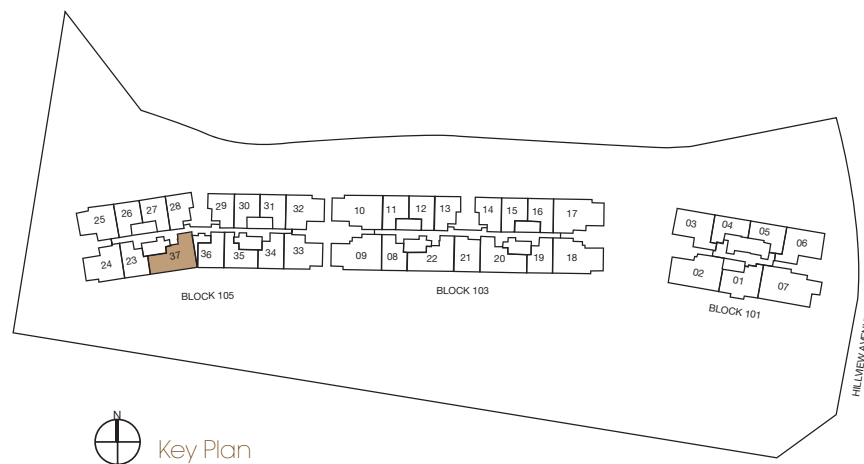 25 26 27 28 29 30 31 32
24 23 37 36 35 34 33
BLOCK 105
10 11 12 13 14 15 16 17
09 08 22 21 20 19 18
BLOCK 103
03 04 05 06
02 01 07
BLOCK 101
HILLVIEW
N
Key Plan